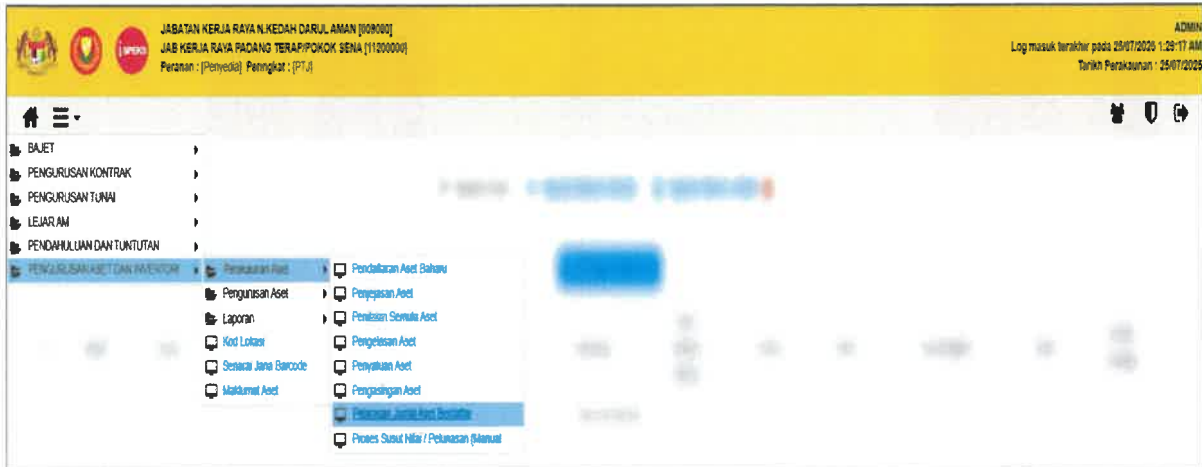 JABATAN KERJA RAYA N.KEDAH DARUL AMAN [009000]
JAB KERJA RAYA PADANG TERAP/POKOK SENA [11200000]
Peranan : [Penyedia] Peringkat : [PTJ]
ADMIN
Log masuk terakhir pada 25/07/2025 1:29:17 AM
Tarikh Perakaunan : 25/07/2025
BAJET
PENGURUSAN KONTRAK
PENGURUSAN TUNAI
LEJAR AM
PENDAHULUAN DAN TUNTUTAN
PENGURUSAN ASET DAN INVENTORI
Perakaunan Aset
Pengurusan Aset
Laporan
Kod Lokasi
Senarai Jana Barcode
Maklumat Aset
Pendaftaran Aset Baharu
Penjejasan Aset
Penilaian Semula Aset
Pengelasan Aset
Penyatuan Aset
Pengasingan Aset
Proses Susut Nilai / Pelunasan (Manual